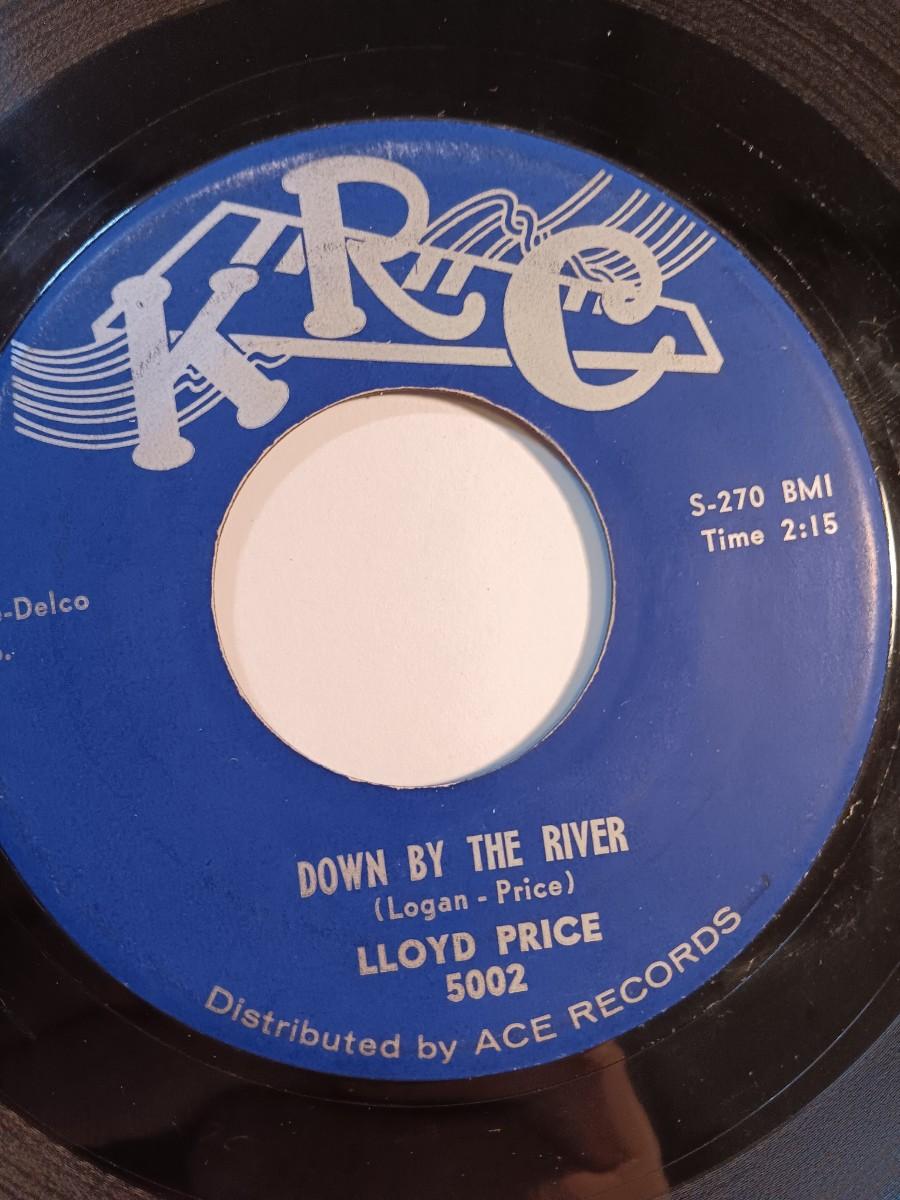 KRC
S-270 BMI
Time 2:15
-Delco
DOWN BY THE RIVER
(Logan - Price)
LLOYD PRICE
5002
Distributed by ACE RECORDS